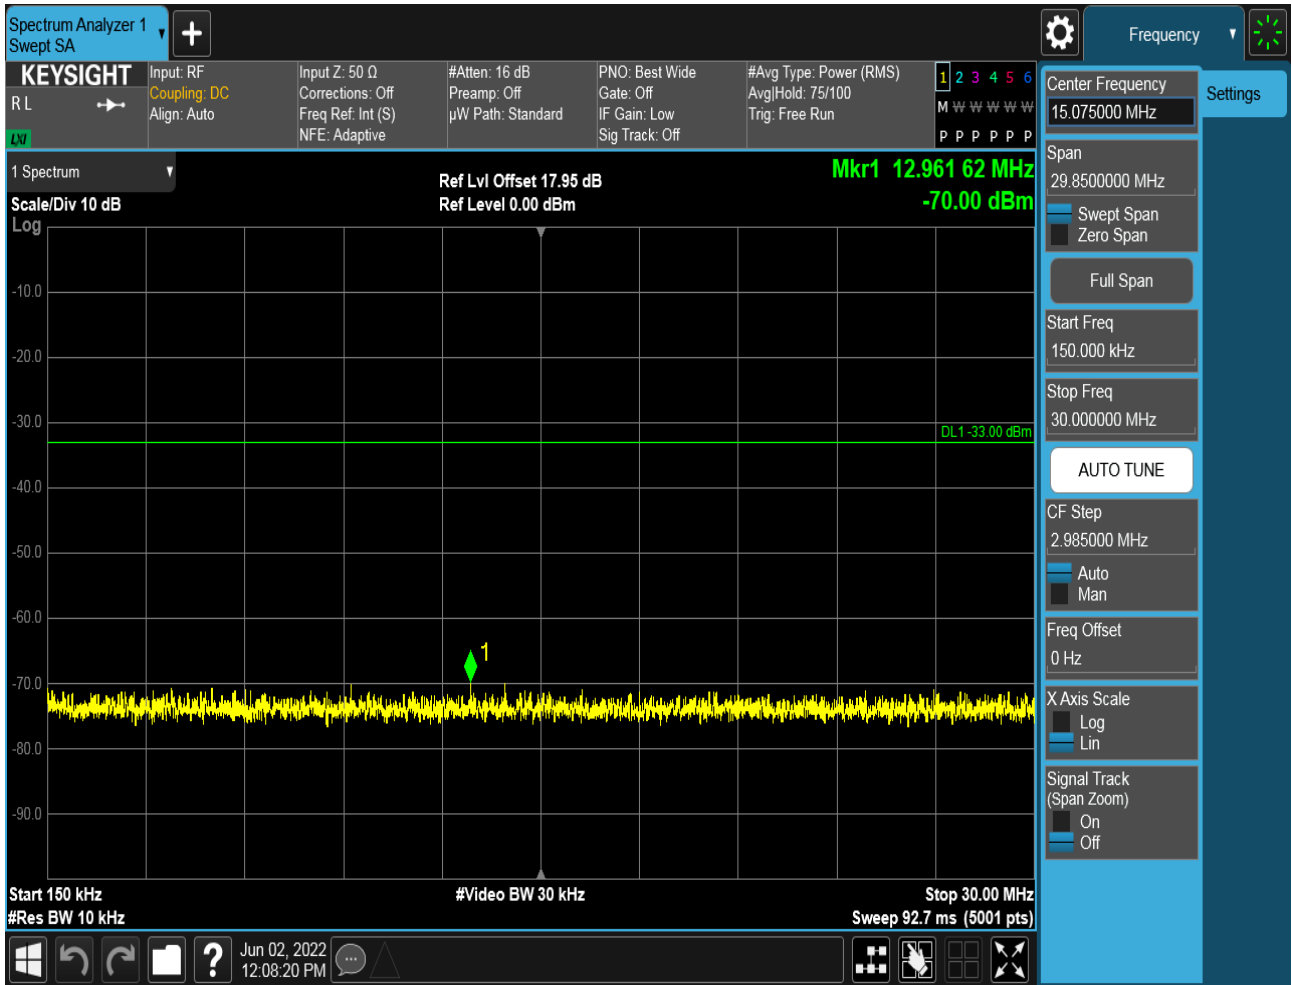 Spectrum Analyzer 1
Swept SA
Frequency
KEYSIGHT
R L
LXI
Input: RF
Coupling: DC
Align: Auto
Input Z: 50 Ω
Corrections: Off
Freq Ref: Int (S)
NFE: Adaptive
#Atten: 16 dB
Preamp: Off
µW Path: Standard
PNO: Best Wide
Gate: Off
IF Gain: Low
Sig Track: Off
#Avg Type: Power (RMS)
Avg|Hold: 75/100
Trig: Free Run
1 2 3 4 5 6
M W W W W W
P P P P P P
1 Spectrum
Scale/Div 10 dB
Log
Ref Lvl Offset 17.95 dB
Ref Level 0.00 dBm
Mkr1 12.961 62 MHz
-70.00 dBm
-10.0
-20.0
-30.0
DL1 -33.00 dBm
-40.0
-50.0
-60.0
1
-70.0
-80.0
-90.0
Start 150 kHz
#Video BW 30 kHz
Stop 30.00 MHz
#Res BW 10 kHz
Sweep 92.7 ms (5001 pts)
?
Jun 02, 2022
12:08:20 PM
Center Frequency
15.075000 MHz
Settings
Span
29.8500000 MHz
Swept Span
Zero Span
Full Span
Start Freq
150.000 kHz
Stop Freq
30.000000 MHz
AUTO TUNE
CF Step
2.985000 MHz
Auto
Man
Freq Offset
0 Hz
X Axis Scale
Log
Lin
Signal Track
(Span Zoom)
On
Off